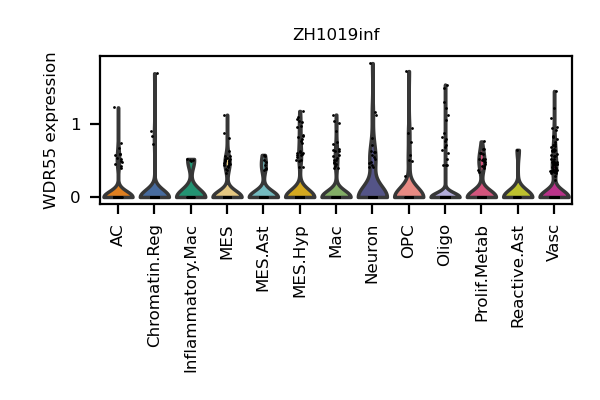 ZH1019inf
WDR55 expression
1
0
AC
Chromatin.Reg
Inflammatory.Mac
MES
MES.Ast
MES.Hyp
Mac
Neuron
OPC
Oligo
Prolif.Metab
Reactive.Ast
Vasc